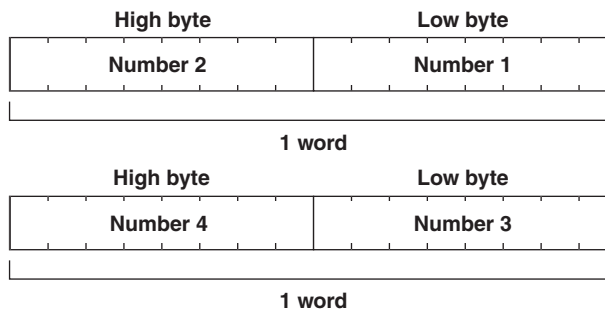 High byte Low byte
Number 2 Number 1
1 word
High byte Low byte
Number 4 Number 3
1 word